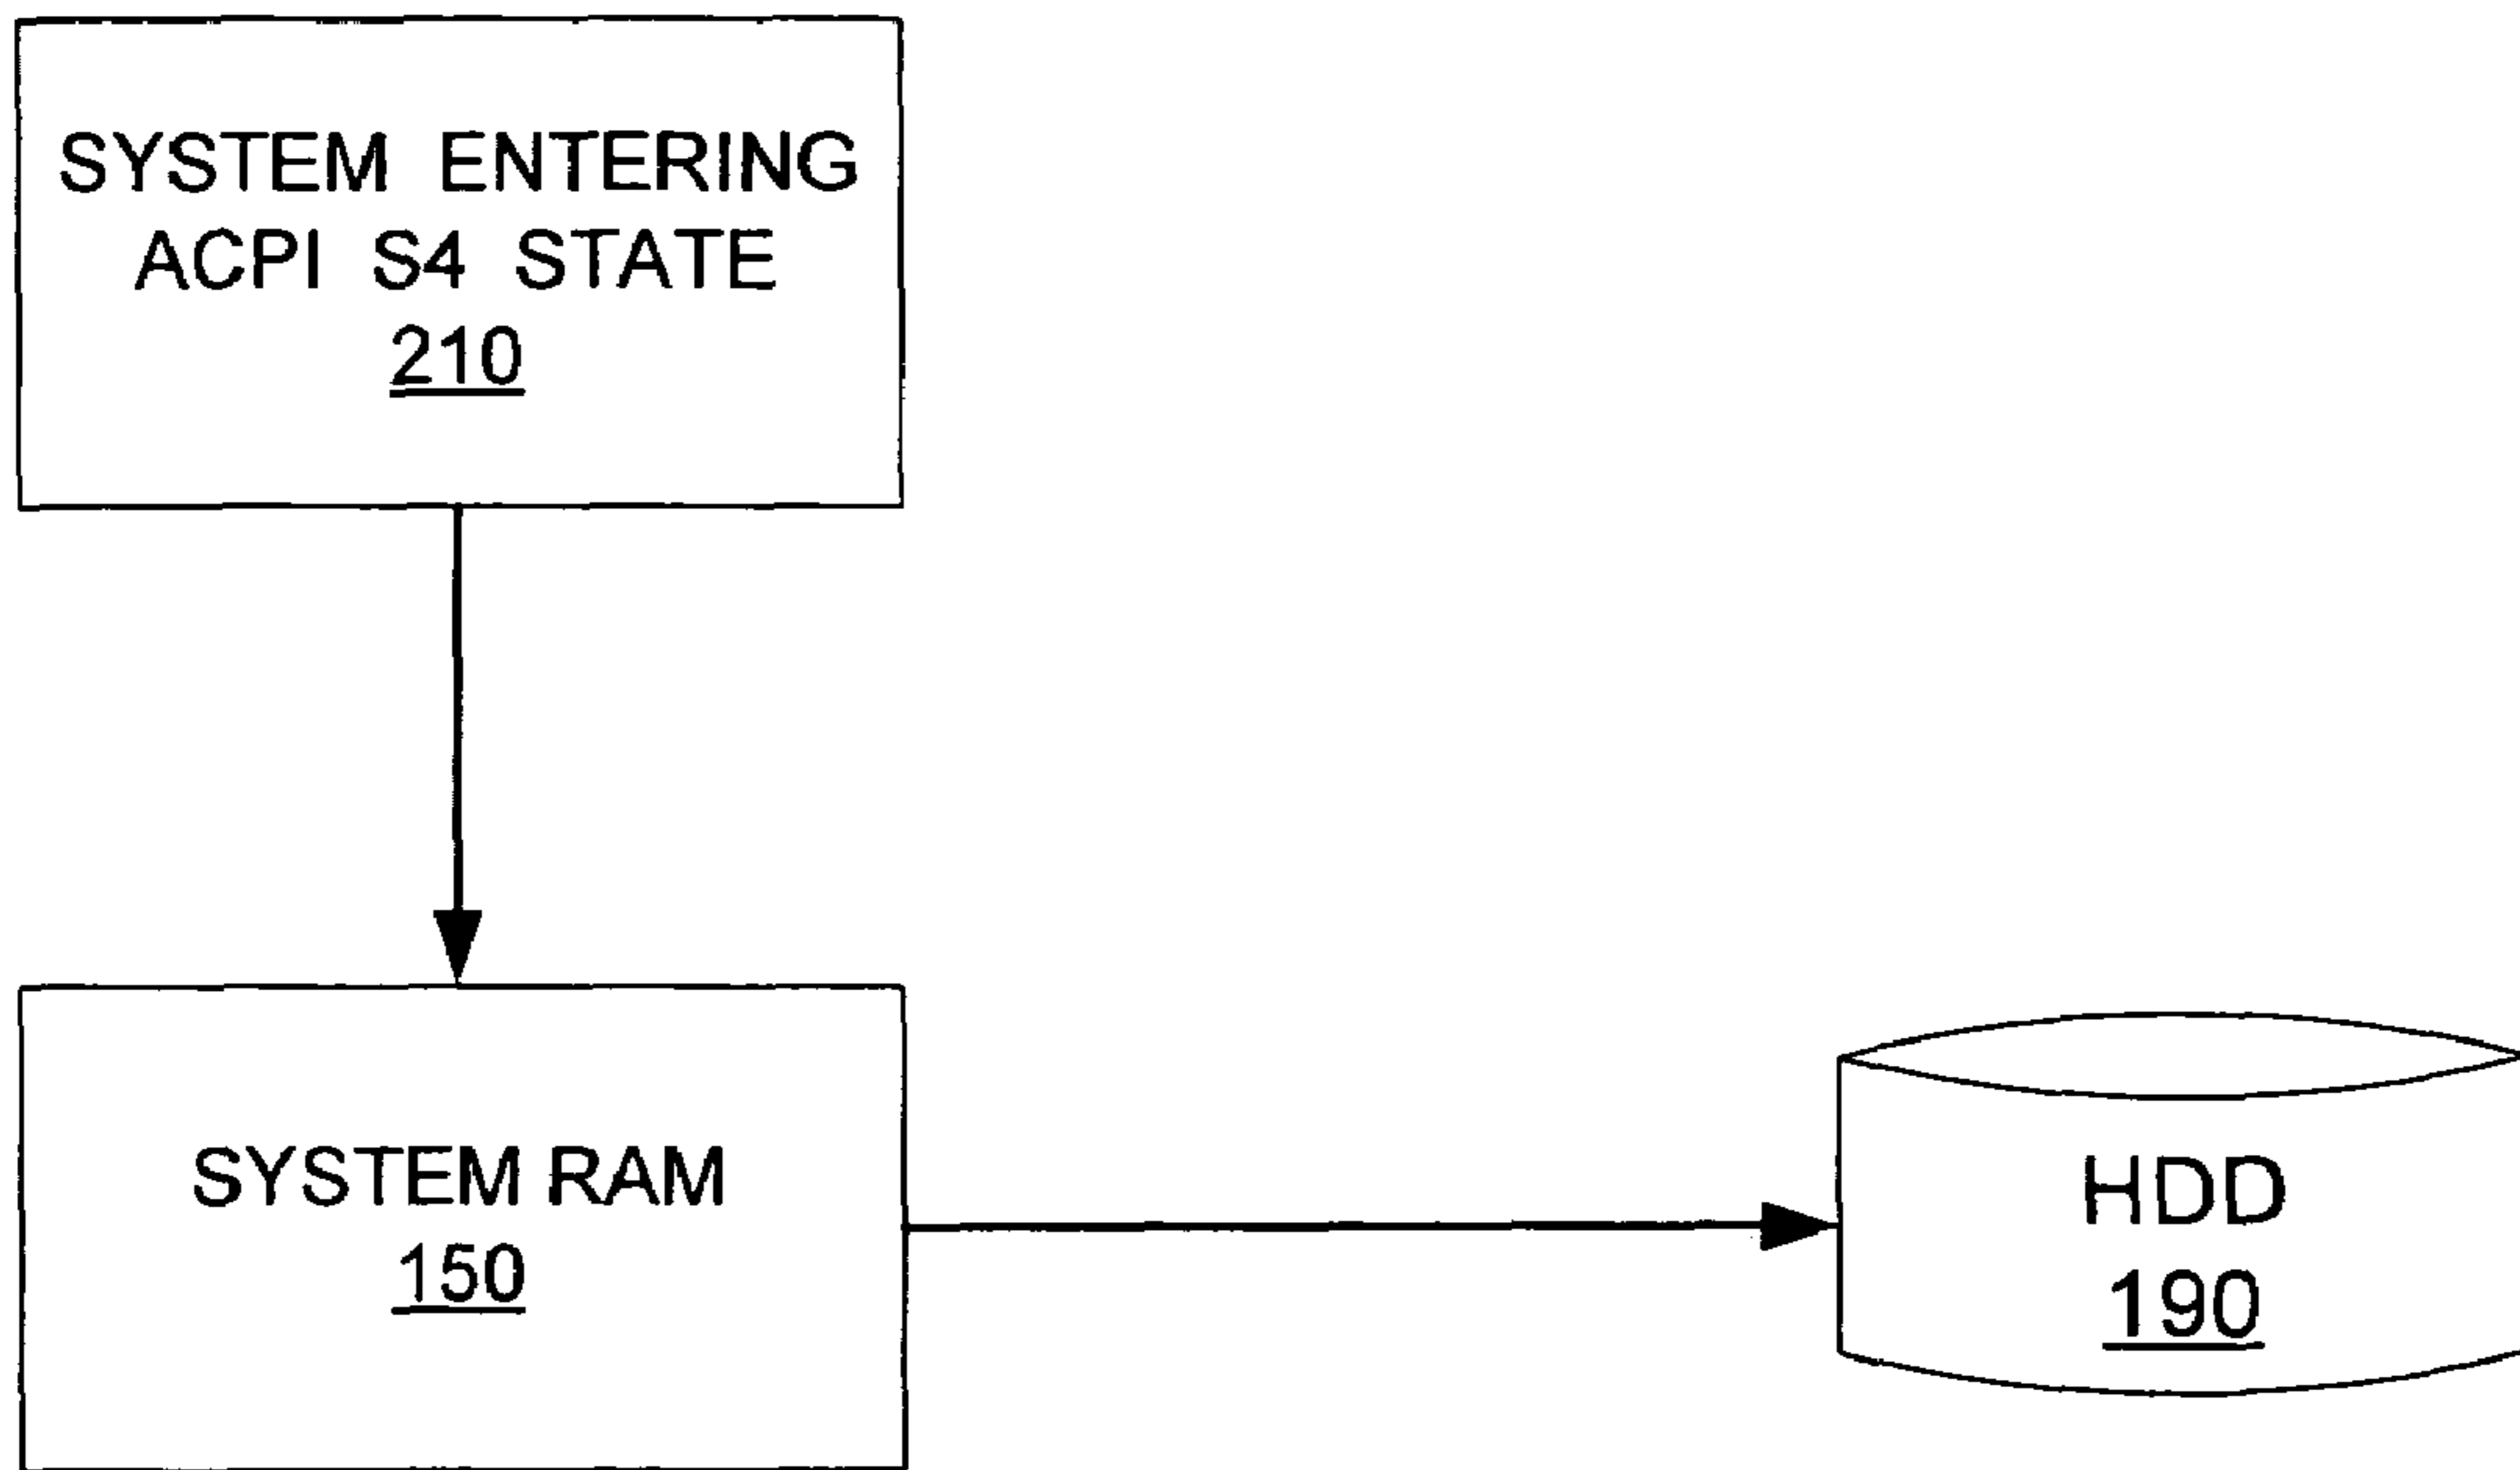 SYSTEM ENTERING
ACPI S4 STATE
210
SYSTEM RAM
150
HDD
190